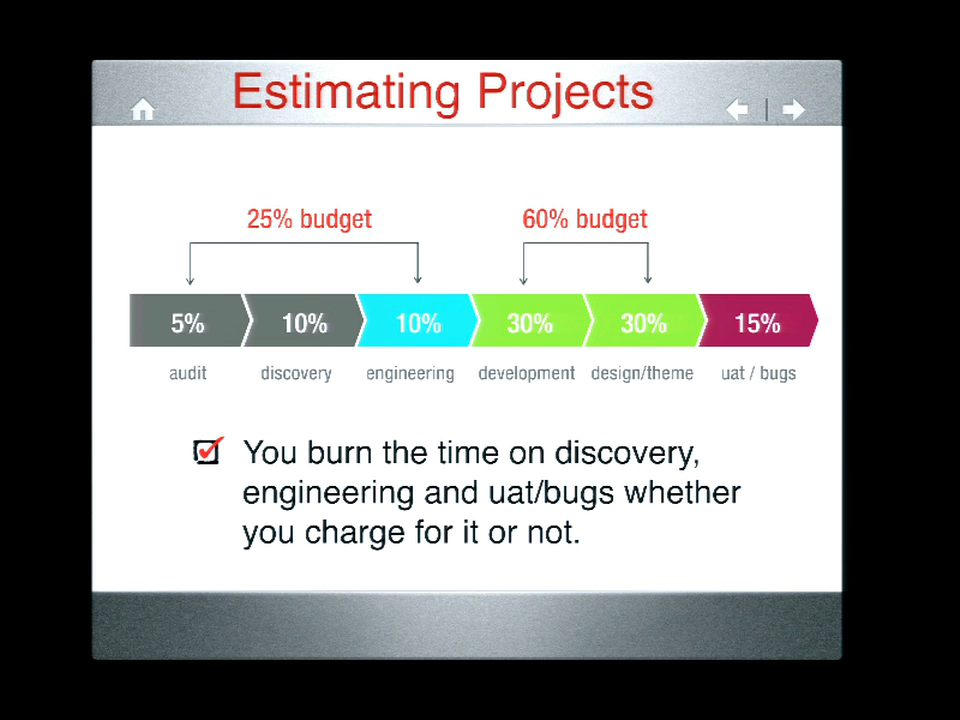 Estimating Projects
25% budget
60% budget
5% 10% 10% 30% 30% 15%
audit discovery engineering development design/theme uat / bugs
You burn the time on discovery,
engineering and uat/bugs whether
you charge for it or not.